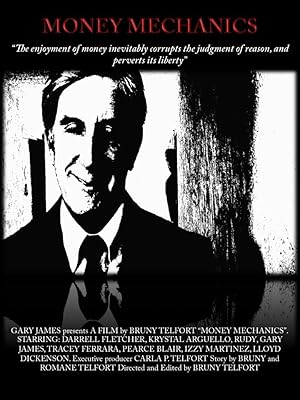 MONEY MECHANICS
“The enjoyment of money inevitably corrupts the judgment of reason, and
perverts its liberty”
GARY JAMES presents A FILM by BRUNY TELFORT “MONEY MECHANICS”.
STARRING: DARRELL FLETCHER, KRYSTAL ARGUELLO, RUDY, GARY
JAMES, TRACEY FERRARA, PEARCE BLAIR, IZZY MARTINEZ, LLOYD
DICKENSON. Executive producer CARLA P. TELFORT Story by BRUNY and
ROMANE TELFORT Directed and Edited by BRUNY TELFORT